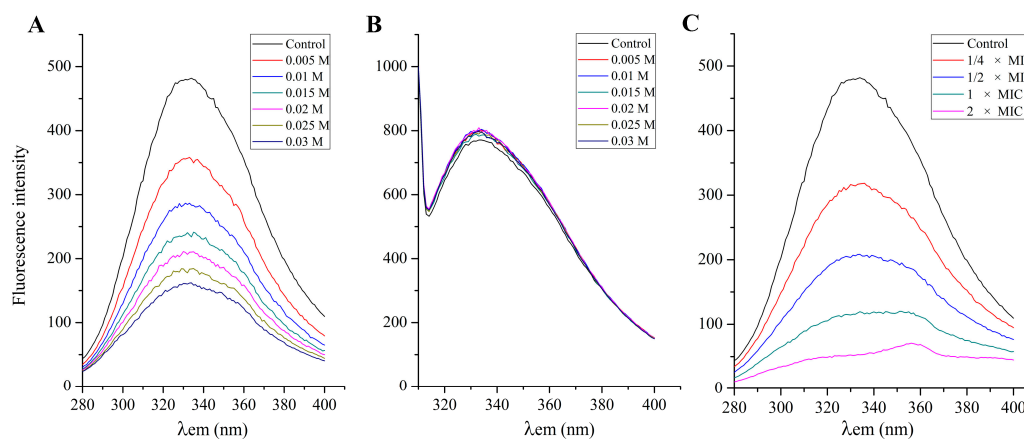 A
B
C
Fluorescence intensity
500
400
300
200
100
0
280
300
320
340
360
380
400
λem (nm)
Control
0.005 M
0.01 M
0.015 M
0.02 M
0.025 M
0.03 M
1000
800
600
400
200
0
320
340
360
380
400
λem (nm)
Control
0.005 M
0.01 M
0.015 M
0.02 M
0.025 M
0.03 M
500
400
300
200
100
0
280
300
320
340
360
380
400
λem (nm)
Control
1/4 × MI
1/2 × MI
1 × MIC
2 × MIC